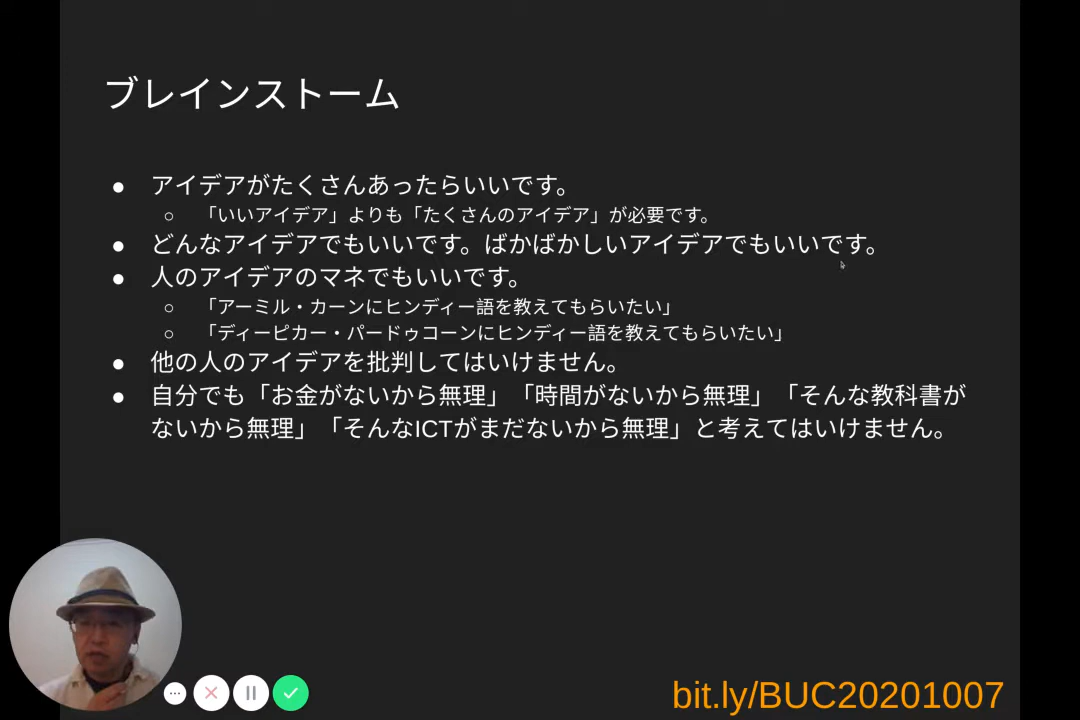 ブレインストーム
● アイデアがたくさんあったらいいです。
○ 「いいアイデア」よりも「たくさんのアイデア」が必要です。
● どんなアイデアでもいいです。ばかばかしいアイデアでもいいです。
● 人のアイデアのマネでもいいです。
○ 「アーミル・カーンにヒンディー語を教えてもらいたい」
○ 「ディーピカー・パードゥコーンにヒンディー語を教えてもらいたい」
● 他の人のアイデアを批判してはいけません。
● 自分でも「お金がないから無理」「時間がないから無理」「そんな教科書が
ないから無理」「そんなICTがまだないから無理」と考えてはいけません。
bit.ly/BUC20201007